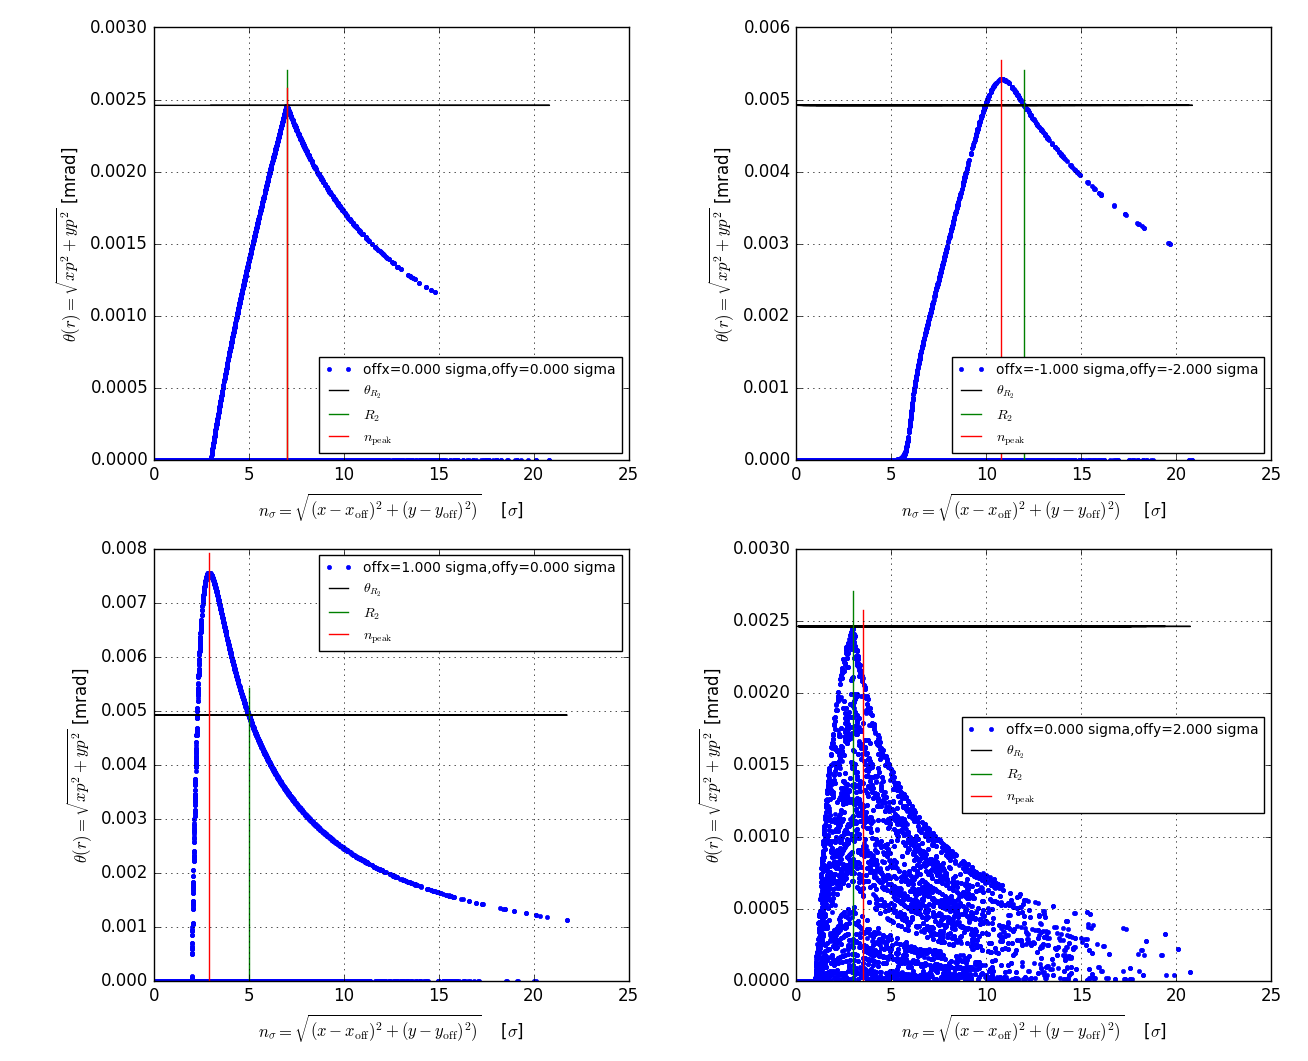 0.0030
0.0025
0.0020
0.0015
0.0010
0.0005
0.0000
θ(r) = √(xp² + yp²) [mrad]
offx=0.000 sigma,offy=0.000 sigma
θ_{R₂}
R₂
n_peak
0 5 10 15 20 25
n_σ = √((x − x_off)² + (y − y_off)²) [σ]
0.006
0.005
0.004
0.003
0.002
0.001
0.000
θ(r) = √(xp² + yp²) [mrad]
offx=-1.000 sigma,offy=-2.000 sigma
θ_{R₂}
R₂
n_peak
0 5 10 15 20 25
n_σ = √((x − x_off)² + (y − y_off)²) [σ]
0.008
0.007
0.006
0.005
0.004
0.003
0.002
0.001
0.000
θ(r) = √(xp² + yp²) [mrad]
offx=1.000 sigma,offy=0.000 sigma
θ_{R₂}
R₂
n_peak
0 5 10 15 20 25
n_σ = √((x − x_off)² + (y − y_off)²) [σ]
0.0030
0.0025
0.0020
0.0015
0.0010
0.0005
0.0000
θ(r) = √(xp² + yp²) [mrad]
offx=0.000 sigma,offy=2.000 sigma
θ_{R₂}
R₂
n_peak
0 5 10 15 20 25
n_σ = √((x − x_off)² + (y − y_off)²) [σ]